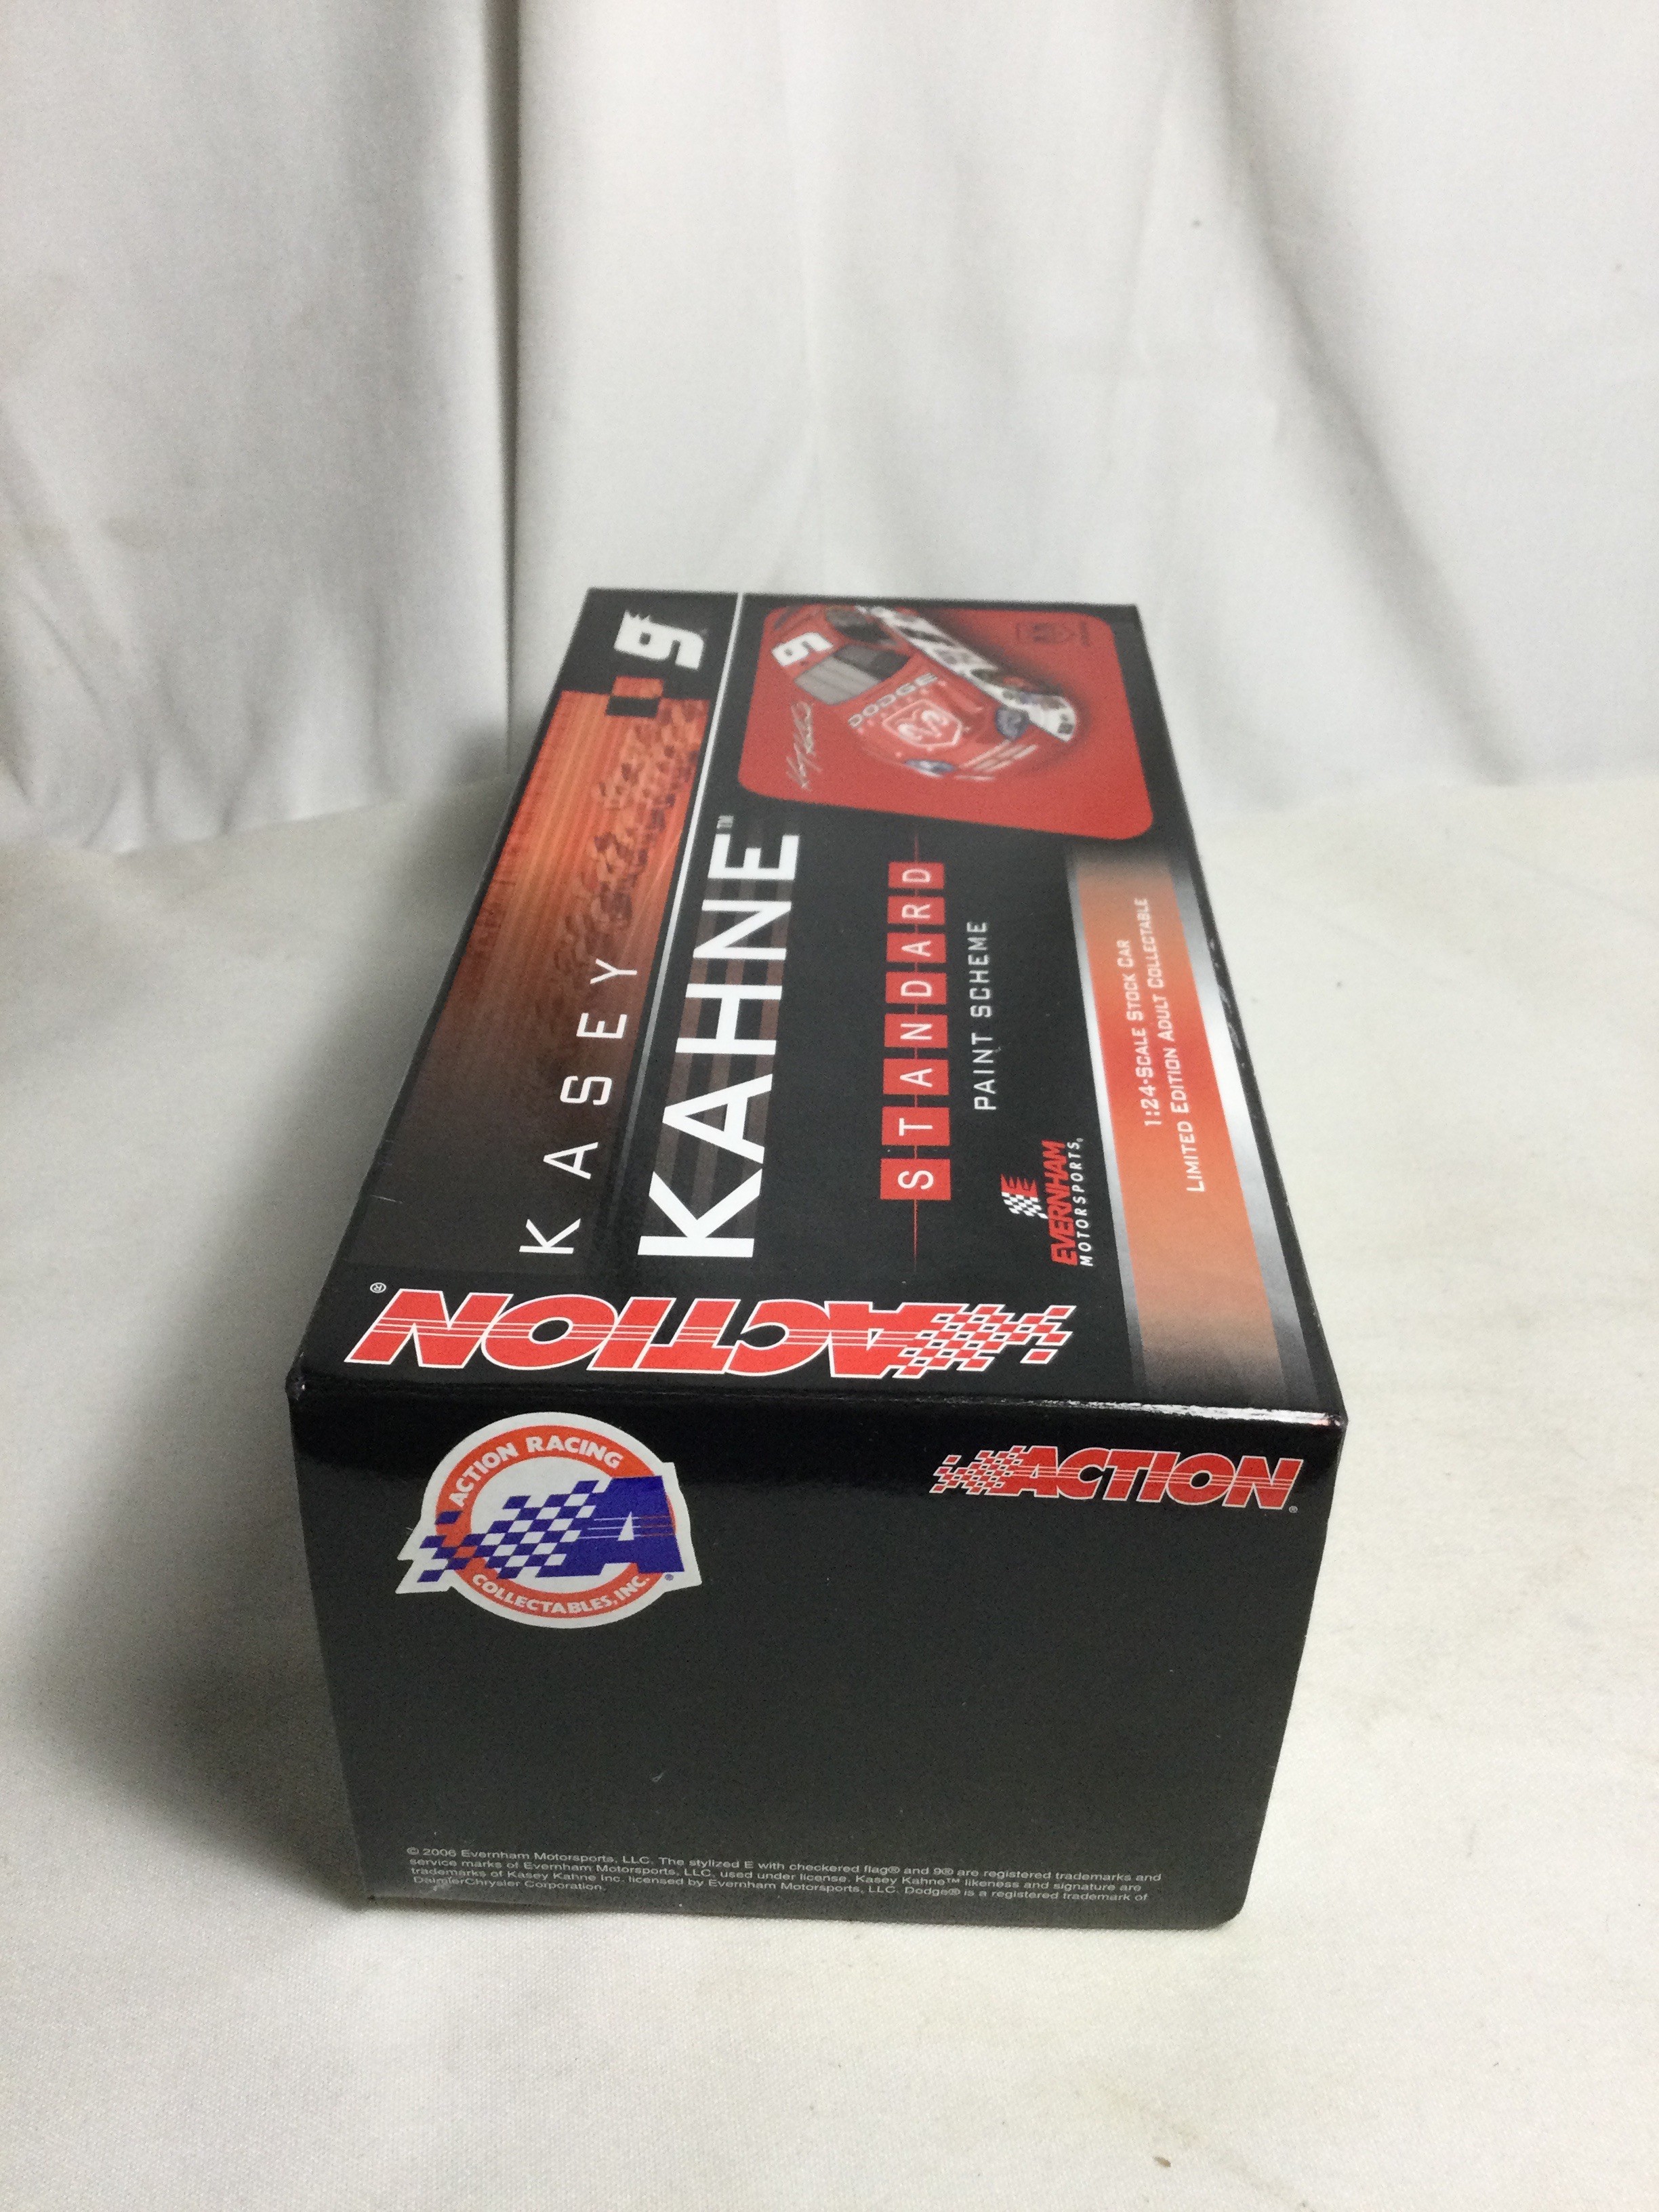 9
KASEY
KAHNE™
9
DODGE
STANDARD
PAINT SCHEME
EVERNHAM
MOTORSPORTS
1:24-SCALE STOCK CAR
LIMITED EDITION ADULT COLLECTABLE
ACTION®
ACTION RACING
A
COLLECTABLES, INC.
ACTION®
© 2006 Evernham Motorsports, LLC. The stylized E with checkered flag® and 9® are registered trademarks and
service marks of Evernham Motorsports, LLC, used under license. Kasey Kahne™ likeness and signature are
trademarks of Kasey Kahne Inc. licensed by Evernham Motorsports, LLC. Dodge® is a registered trademark of
DaimlerChrysler Corporation.